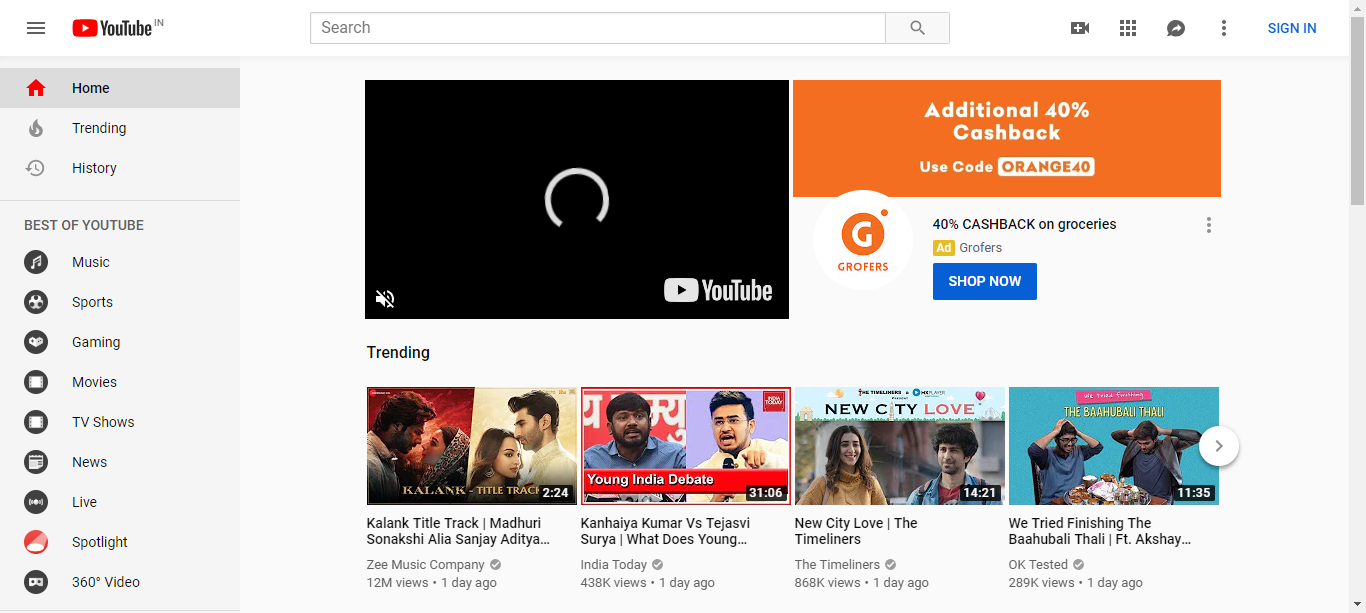 YouTube IN
Search
SIGN IN
Home
Trending
History
BEST OF YOUTUBE
Music
Sports
Gaming
Movies
TV Shows
News
Live
Spotlight
360° Video
YouTube
Additional 40%
Cashback
Use Code ORANGE40
G
GROFERS
40% CASHBACK on groceries
Ad Grofers
SHOP NOW
Trending
KALANK - TITLE TRACK
2:24
Kalank Title Track | Madhuri
Sonakshi Alia Sanjay Aditya...
Zee Music Company
12M views • 1 day ago
INDIA TODAY
Young India Debate
31:06
Kanhaiya Kumar Vs Tejasvi
Surya | What Does Young...
India Today
438K views • 1 day ago
THE TIMELINERS & MX PLAYER
NEW CITY LOVE
14:21
New City Love | The
Timeliners
The Timeliners
868K views • 1 day ago
We Tried Finishing
THE BAAHUBALI THALI
11:35
We Tried Finishing The
Baahubali Thali | Ft. Akshay...
OK Tested
289K views • 1 day ago